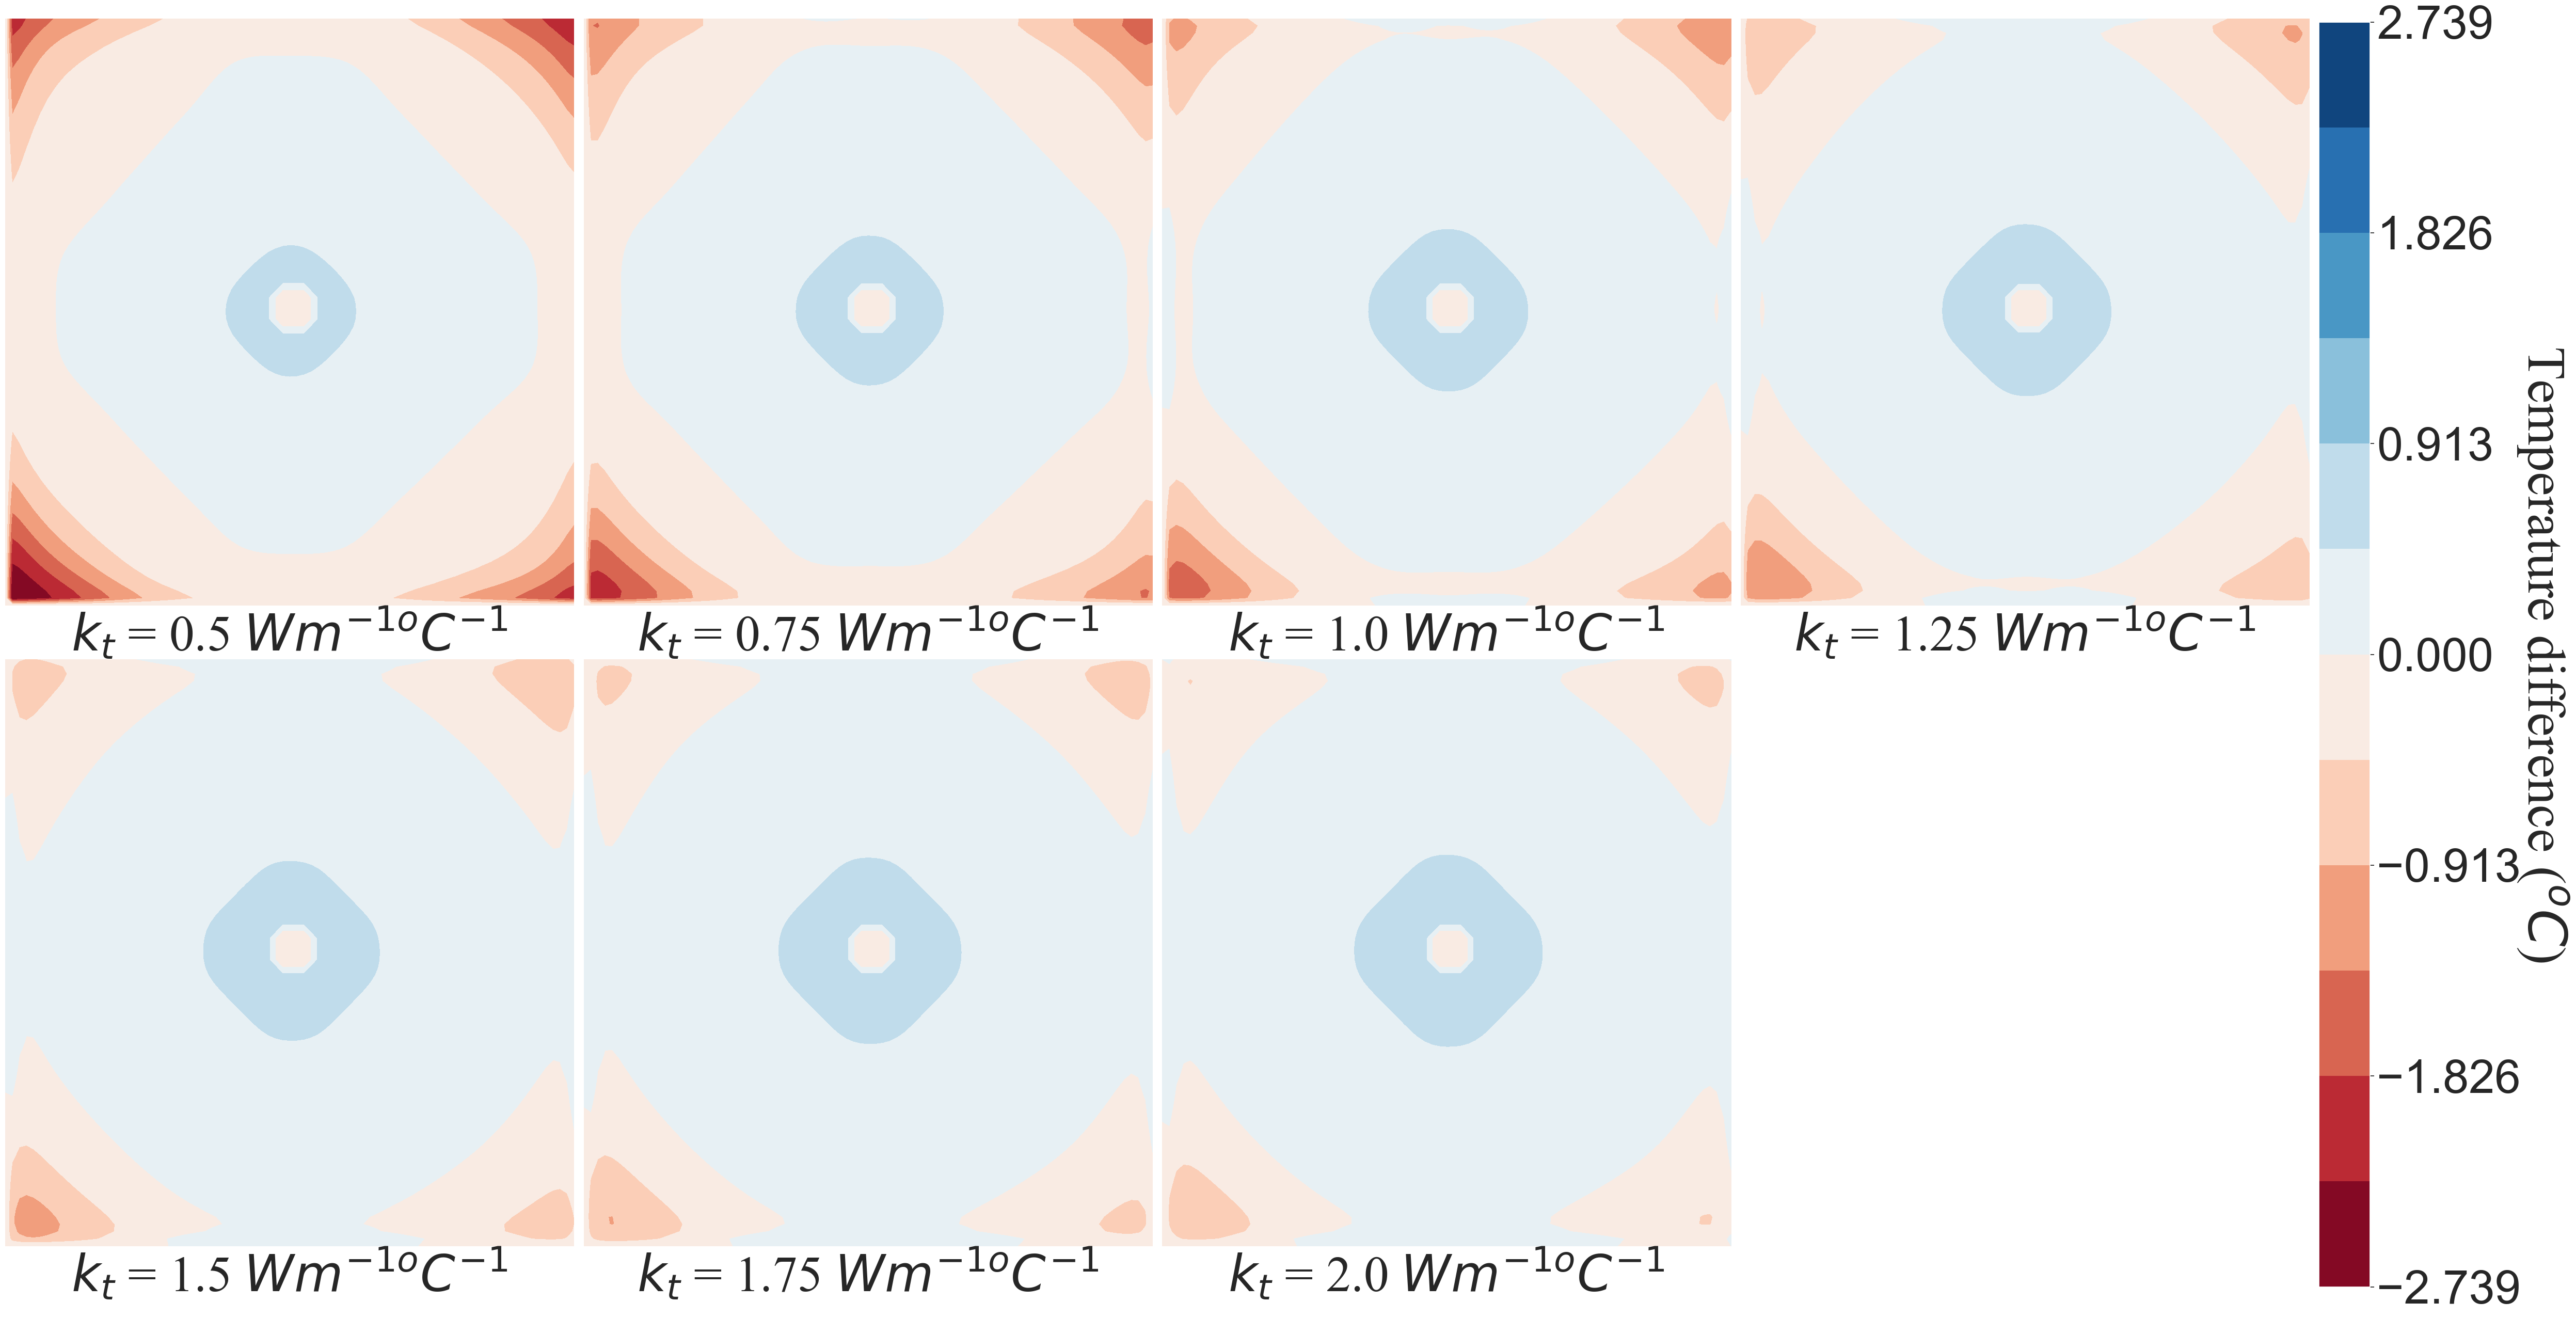 k_t = 0.5 Wm^{-1o}C^{-1}
k_t = 0.75 Wm^{-1o}C^{-1}
k_t = 1.0 Wm^{-1o}C^{-1}
k_t = 1.25 Wm^{-1o}C^{-1}
k_t = 1.5 Wm^{-1o}C^{-1}
k_t = 1.75 Wm^{-1o}C^{-1}
k_t = 2.0 Wm^{-1o}C^{-1}
2.739
1.826
0.913
0.000
−0.913
−1.826
−2.739
Temperature difference (^oC)